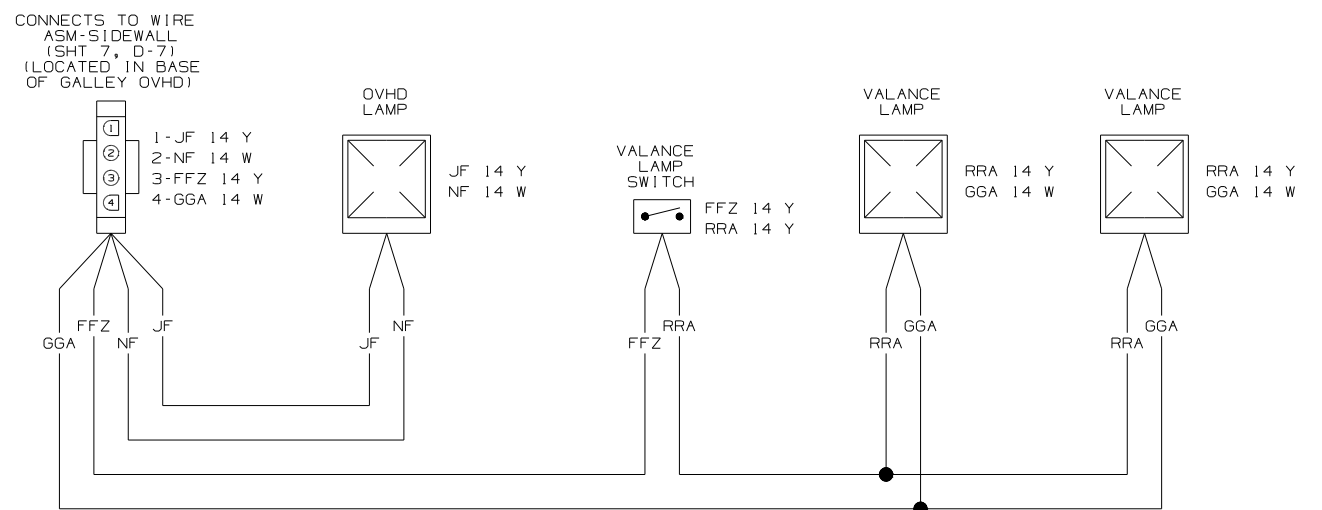 CONNECTS TO WIRE
ASM-SIDEWALL
(SHT 7, D-7)
(LOCATED IN BASE
OF GALLEY OVHD)
1
2
3
4
1-JF 14 Y
2-NF 14 W
3-FFZ 14 Y
4-GGA 14 W
OVHD
LAMP
JF 14 Y
NF 14 W
VALANCE
LAMP
SWITCH
FFZ 14 Y
RRA 14 Y
VALANCE
LAMP
RRA 14 Y
GGA 14 W
VALANCE
LAMP
RRA 14 Y
GGA 14 W
GGA
FFZ
NF
JF
JF
NF
FFZ
RRA
RRA
GGA
RRA
GGA